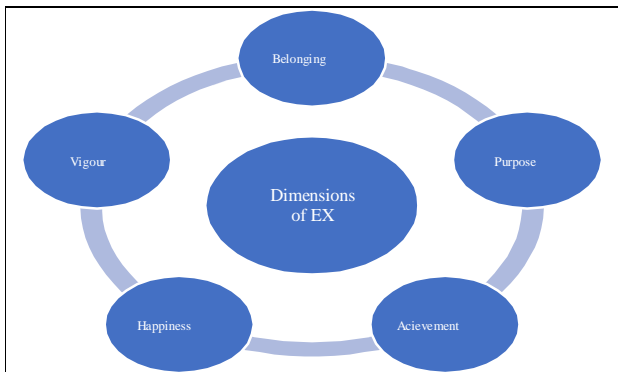 Belonging
Vigour
Purpose
Dimensions
of EX
Happiness
Acievement